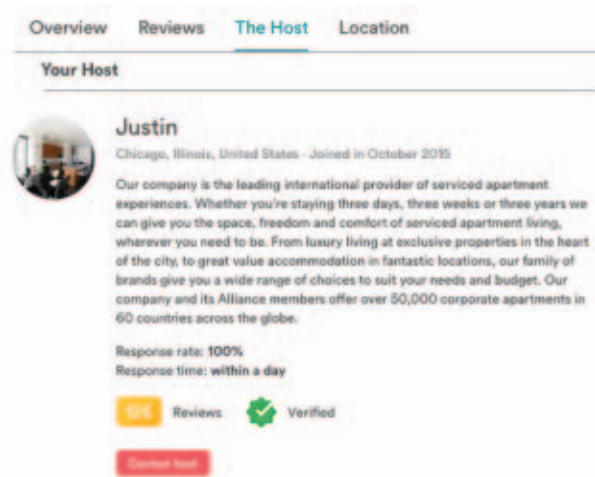 Overview Reviews The Host Location
Your Host
Justin
Chicago, Illinois, United States · Joined in October 2015
Our company is the leading international provider of serviced apartment
experiences. Whether you're staying three days, three weeks or three years we
can give you the space, freedom and comfort of serviced apartment living,
wherever you need to be. From luxury living at exclusive properties in the heart
of the city, to great value accommodation in fantastic locations, our family of
brands give you a wide range of choices to suit your needs and budget. Our
company and its Alliance members offer over 50,000 corporate apartments in
60 countries across the globe.
Response rate: 100%
Response time: within a day
Reviews Verified
Contact host